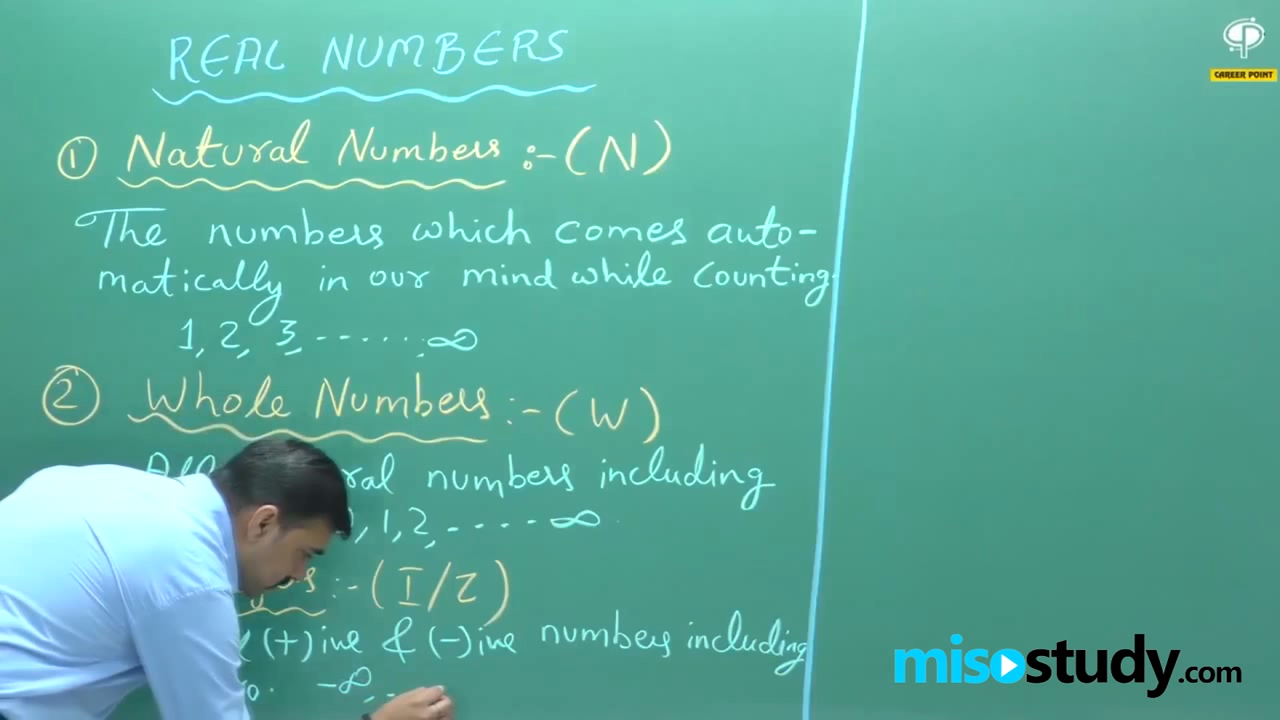 REAL NUMBERS
① Natural Numbers :- (N)
The numbers which comes auto-
matically in our mind while counting.
1, 2, 3, ......, ∞
② Whole Numbers :- (W)
numbers including
1, 2, ..... ∞
:- (I/Z)
(+)ive & (-)ive numbers including
-∞,
CAREER POINT
misostudy.com